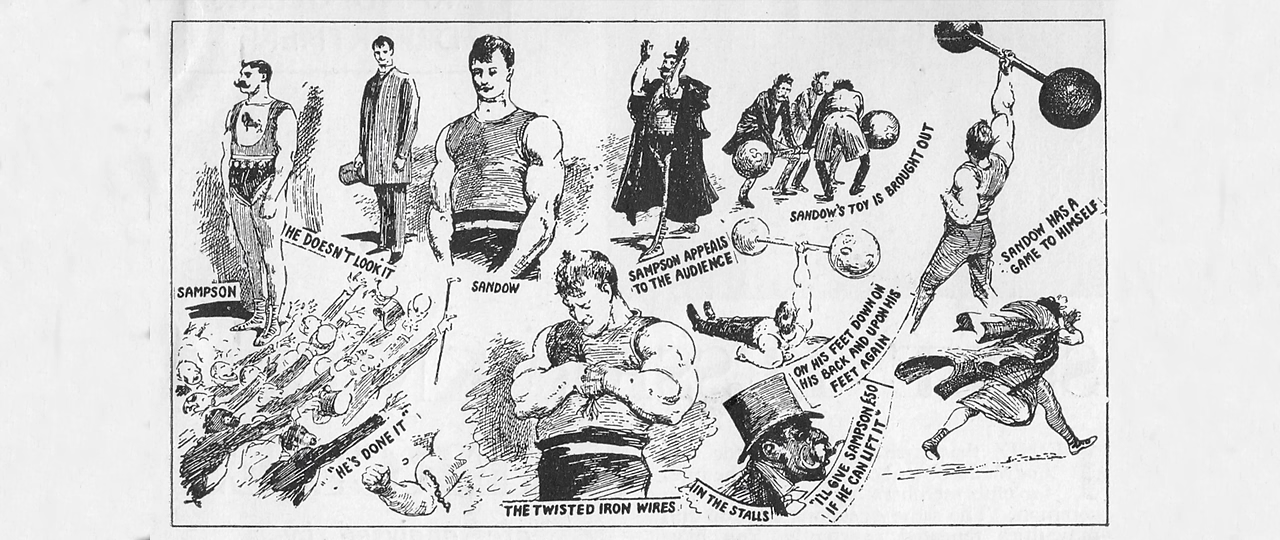 SAMPSON
HE DOESN'T LOOK IT
SANDOW
SAMPSON APPEALS
TO THE AUDIENCE
SANDOW'S TOY IS BROUGHT OUT
SANDOW HAS A
GAME TO HIMSELF
ON HIS FEET DOWN ON
HIS BACK AND UPON HIS
FEET AGAIN
"HE'S DONE IT"
THE TWISTED IRON WIRES
IN THE STALLS
"I'LL GIVE SAMPSON £50
IF HE CAN LIFT IT"